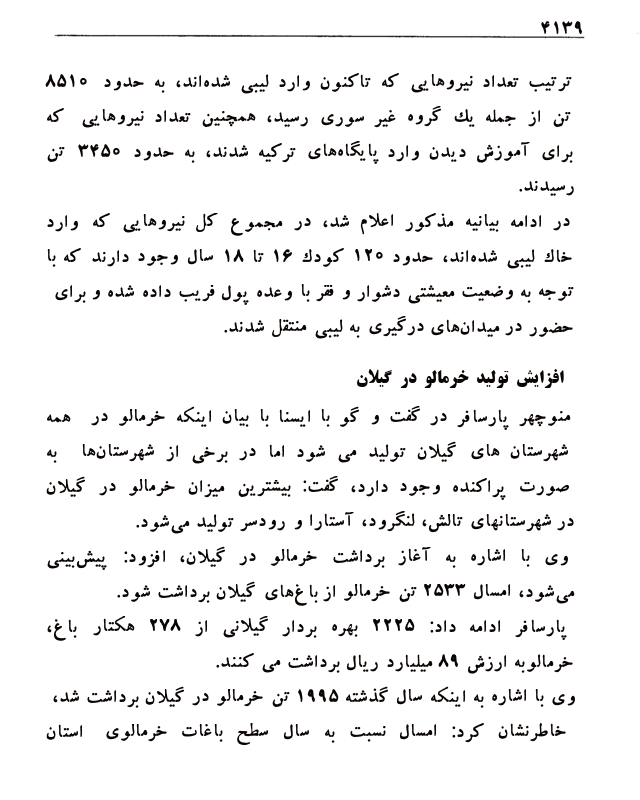 ۴۱۳۹
ترتیب تعداد نیروهایی که تاکنون وارد لیبی شده‌اند، به حدود ۸۵۱۰
تن از جمله یك گروه غیر سوری رسید، همچنین تعداد نیروهایی که
برای آموزش دیدن وارد پایگاه‌های ترکیه شدند، به حدود ۳۴۵۰ تن
رسیدند.
در ادامه بیانیه مذکور اعلام شد، در مجموع کل نیروهایی که وارد
خاك لیبی شده‌اند، حدود ۱۲۰ کودك ۱۶ تا ۱۸ سال وجود دارند که با
توجه به وضعیت معیشتی دشوار و فقر با وعده پول فریب داده شده و برای
حضور در میدان‌های درگیری به لیبی منتقل شدند.
افزایش تولید خرمالو در گیلان
منوچهر پارسافر در گفت و گو با ایسنا با بیان اینکه خرمالو در همه
شهرستان های گیلان تولید می شود اما در برخی از شهرستان‌ها به
صورت پراکنده وجود دارد، گفت: بیشترین میزان خرمالو در گیلان
در شهرستانهای تالش، لنگرود، آستارا و رودسر تولید می‌شود.
وی با اشاره به آغاز برداشت خرمالو در گیلان، افزود: پیش‌بینی
می‌شود، امسال ۲۵۳۳ تن خرمالو از باغ‌های گیلان برداشت شود.
پارسافر ادامه داد: ۲۲۲۵ بهره بردار گیلانی از ۲۷۸ هکتار باغ،
خرمالوبه ارزش ۸۹ میلیارد ریال برداشت می کنند.
وی با اشاره به اینکه سال گذشته ۱۹۹۵ تن خرمالو در گیلان برداشت شد،
خاطرنشان کرد: امسال نسبت به سال سطح باغات خرمالوی استان